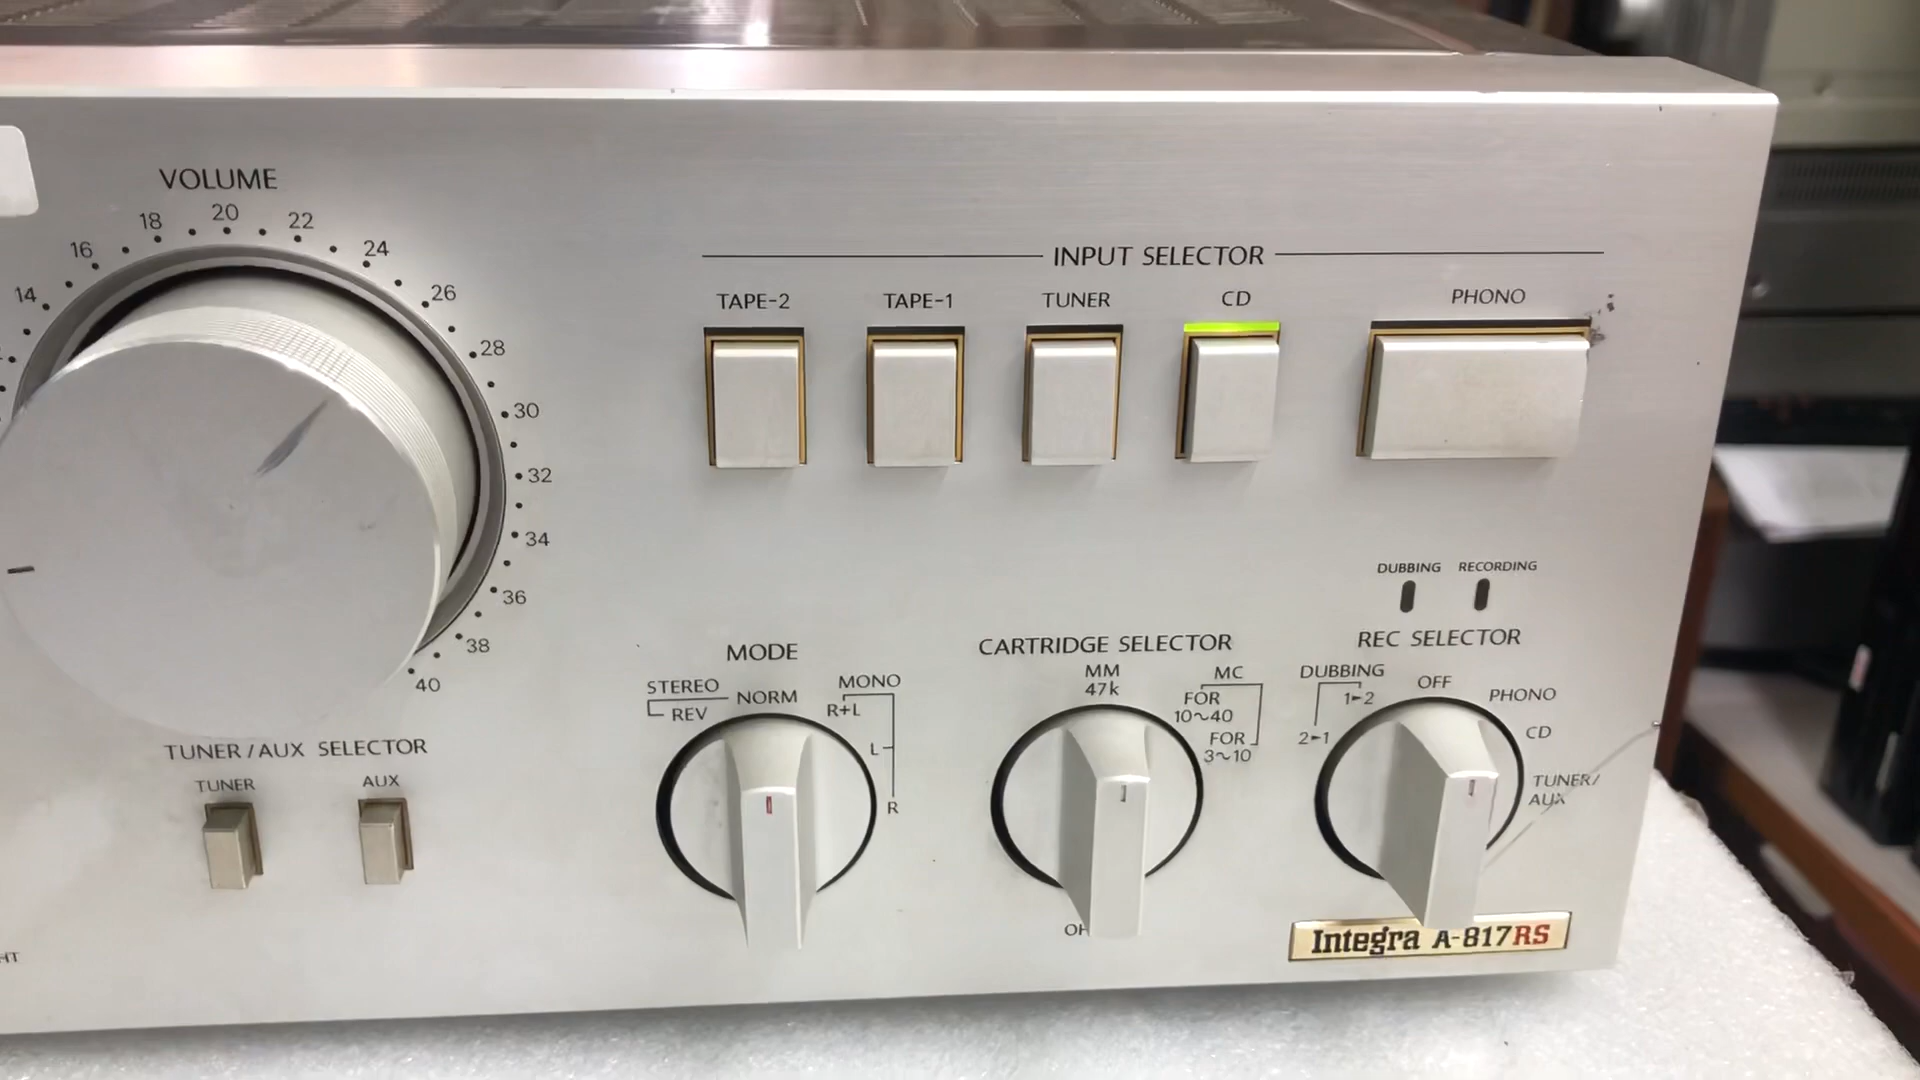 VOLUME
14 16 18 20 22 24 26 28 30 32 34 36 38 40
INPUT SELECTOR
TAPE-2 TAPE-1 TUNER CD PHONO
DUBBING RECORDING
MODE
STEREO
REV
NORM
MONO
R+L
L
R
CARTRIDGE SELECTOR
MM
47k
MC
FOR
10~40
FOR
3~10
REC SELECTOR
DUBBING
1►2
2►1
OFF
PHONO
CD
TUNER/
AUX
TUNER/AUX SELECTOR
TUNER AUX
Integra A-817RS